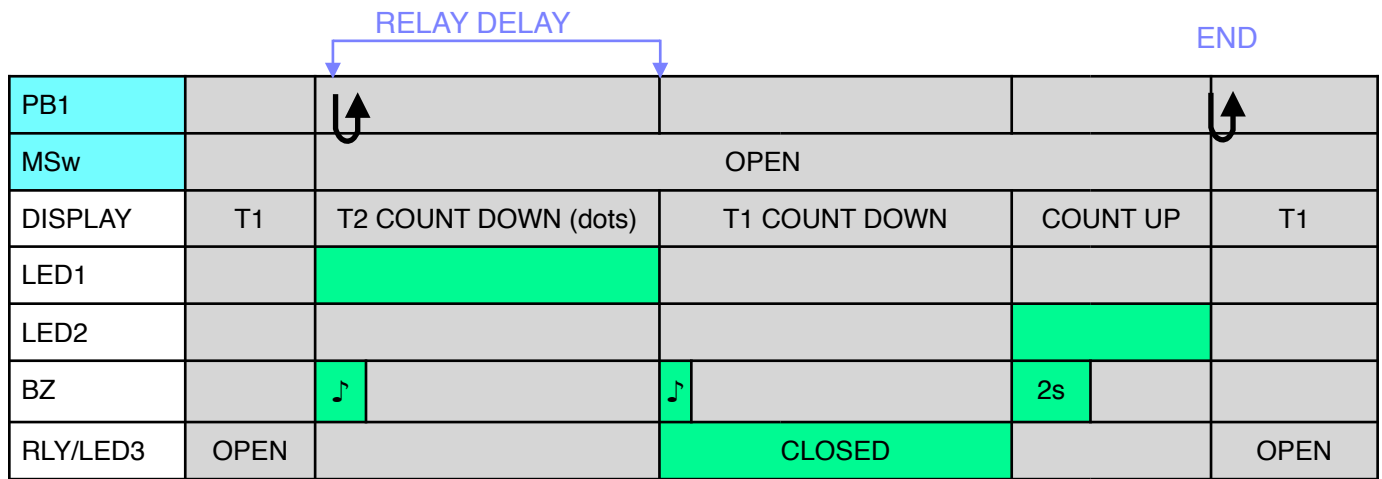 RELAY DELAY
END
PB1
MSw OPEN
DISPLAY T1 T2 COUNT DOWN (dots) T1 COUNT DOWN COUNT UP T1
LED1
LED2
BZ ♪ ♪ 2s
RLY/LED3 OPEN CLOSED OPEN